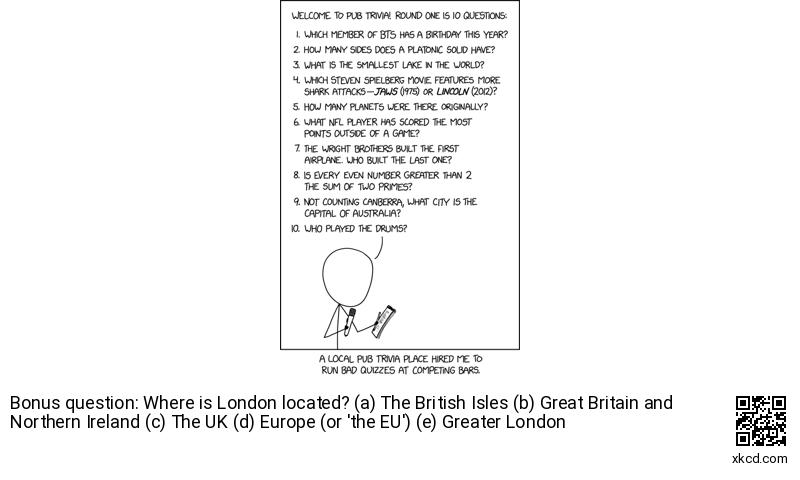 WELCOME TO PUB TRIVIA! ROUND ONE IS 10 QUESTIONS:
1. WHICH MEMBER OF BTS HAS A BIRTHDAY THIS YEAR?
2. HOW MANY SIDES DOES A PLATONIC SOLID HAVE?
3. WHAT IS THE SMALLEST LAKE IN THE WORLD?
4. WHICH STEVEN SPIELBERG MOVIE FEATURES MORE
SHARK ATTACKS—JAWS (1975) OR LINCOLN (2012)?
5. HOW MANY PLANETS WERE THERE ORIGINALLY?
6. WHAT NFL PLAYER HAS SCORED THE MOST
POINTS OUTSIDE OF A GAME?
7. THE WRIGHT BROTHERS BUILT THE FIRST
AIRPLANE. WHO BUILT THE LAST ONE?
8. IS EVERY EVEN NUMBER GREATER THAN 2
THE SUM OF TWO PRIMES?
9. NOT COUNTING CANBERRA, WHAT CITY IS THE
CAPITAL OF AUSTRALIA?
10. WHO PLAYED THE DRUMS?
A LOCAL PUB TRIVIA PLACE HIRED ME TO
RUN BAD QUIZZES AT COMPETING BARS.
Bonus question: Where is London located? (a) The British Isles (b) Great Britain and
Northern Ireland (c) The UK (d) Europe (or 'the EU') (e) Greater London
xkcd.com